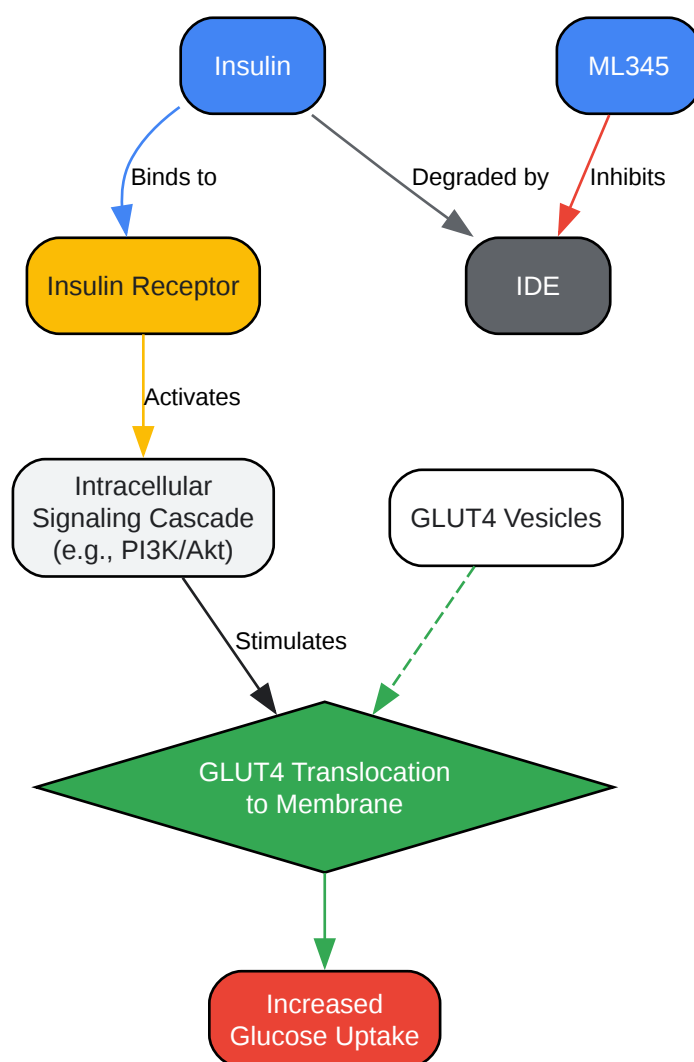 Insulin
ML345
Binds to
Degraded by
Inhibits
Insulin Receptor
IDE
Activates
Intracellular
Signaling Cascade
(e.g., PI3K/Akt)
GLUT4 Vesicles
Stimulates
GLUT4 Translocation
to Membrane
Increased
Glucose Uptake